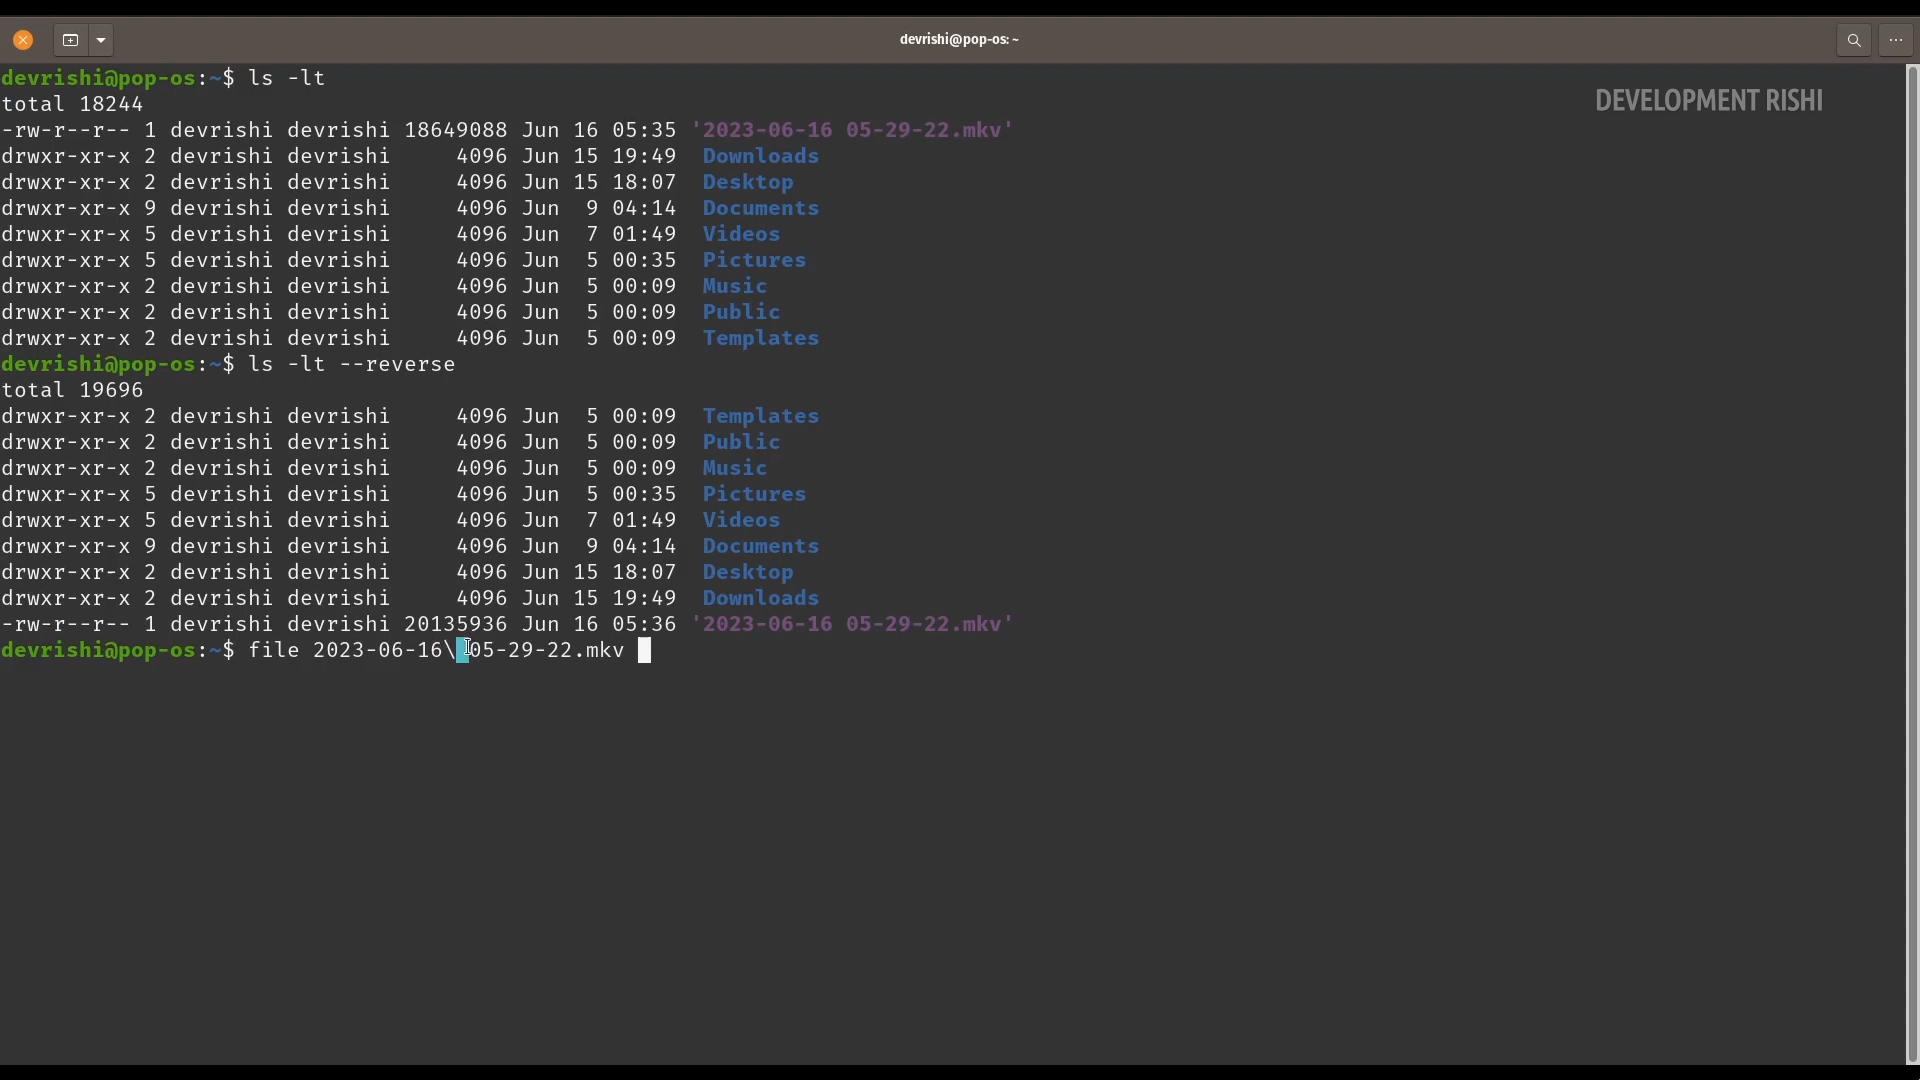 devrishi@pop-os: ~
DEVELOPMENT RISHI
devrishi@pop-os:~$ ls -lt
total 18244
-rw-r--r-- 1 devrishi devrishi 18649088 Jun 16 05:35 '2023-06-16 05-29-22.mkv'
drwxr-xr-x 2 devrishi devrishi     4096 Jun 15 19:49  Downloads
drwxr-xr-x 2 devrishi devrishi     4096 Jun 15 18:07  Desktop
drwxr-xr-x 9 devrishi devrishi     4096 Jun  9 04:14  Documents
drwxr-xr-x 5 devrishi devrishi     4096 Jun  7 01:49  Videos
drwxr-xr-x 5 devrishi devrishi     4096 Jun  5 00:35  Pictures
drwxr-xr-x 2 devrishi devrishi     4096 Jun  5 00:09  Music
drwxr-xr-x 2 devrishi devrishi     4096 Jun  5 00:09  Public
drwxr-xr-x 2 devrishi devrishi     4096 Jun  5 00:09  Templates
devrishi@pop-os:~$ ls -lt --reverse
total 19696
drwxr-xr-x 2 devrishi devrishi     4096 Jun  5 00:09  Templates
drwxr-xr-x 2 devrishi devrishi     4096 Jun  5 00:09  Public
drwxr-xr-x 2 devrishi devrishi     4096 Jun  5 00:09  Music
drwxr-xr-x 5 devrishi devrishi     4096 Jun  5 00:35  Pictures
drwxr-xr-x 5 devrishi devrishi     4096 Jun  7 01:49  Videos
drwxr-xr-x 9 devrishi devrishi     4096 Jun  9 04:14  Documents
drwxr-xr-x 2 devrishi devrishi     4096 Jun 15 18:07  Desktop
drwxr-xr-x 2 devrishi devrishi     4096 Jun 15 19:49  Downloads
-rw-r--r-- 1 devrishi devrishi 20135936 Jun 16 05:36 '2023-06-16 05-29-22.mkv'
devrishi@pop-os:~$ file 2023-06-16\ 05-29-22.mkv